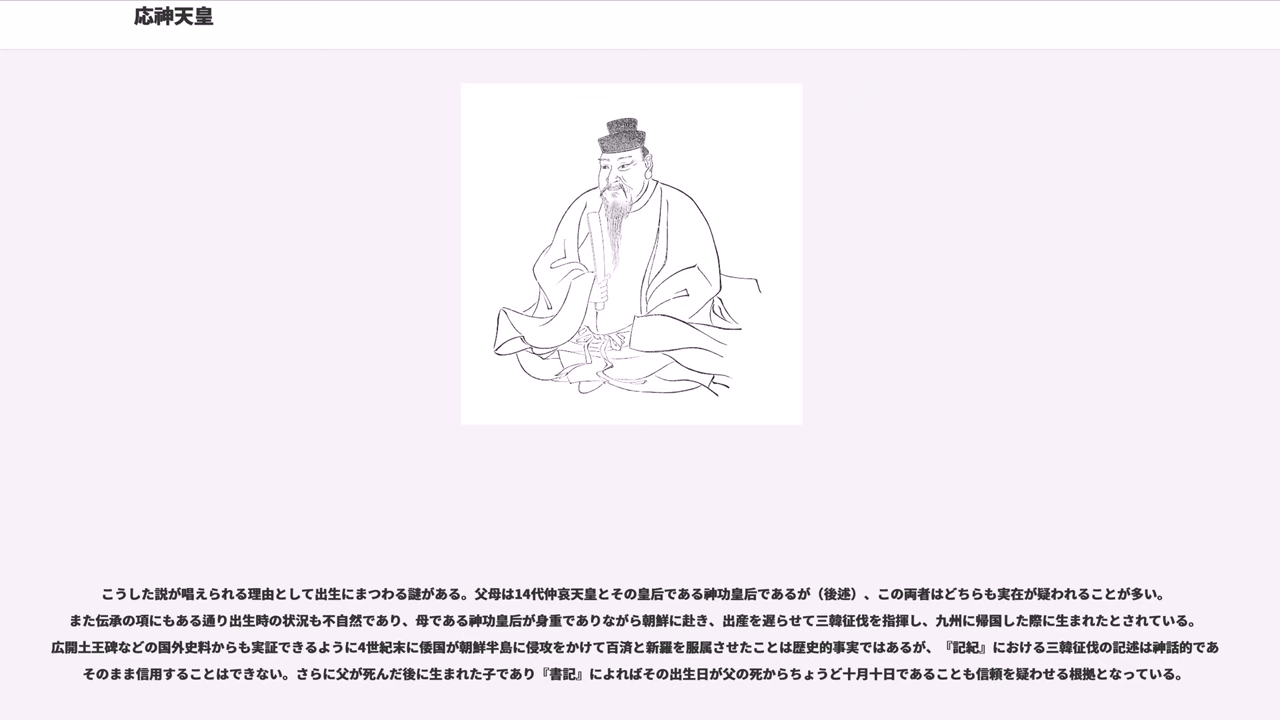 応神天皇
こうした説が唱えられる理由として出生にまつわる謎がある。父母は14代仲哀天皇とその皇后である神功皇后であるが（後述）、この両者はどちらも実在が疑われることが多い。
また伝承の項にもある通り出生時の状況も不自然であり、母である神功皇后が身重でありながら朝鮮に赴き、出産を遅らせて三韓征伐を指揮し、九州に帰国した際に生まれたとされている。
広開土王碑などの国外史料からも実証できるように4世紀末に倭国が朝鮮半島に侵攻をかけて百済と新羅を服属させたことは歴史的事実ではあるが、『記紀』における三韓征伐の記述は神話的であ
そのまま信用することはできない。さらに父が死んだ後に生まれた子であり『書記』によればその出生日が父の死からちょうど十月十日であることも信頼を疑わせる根拠となっている。